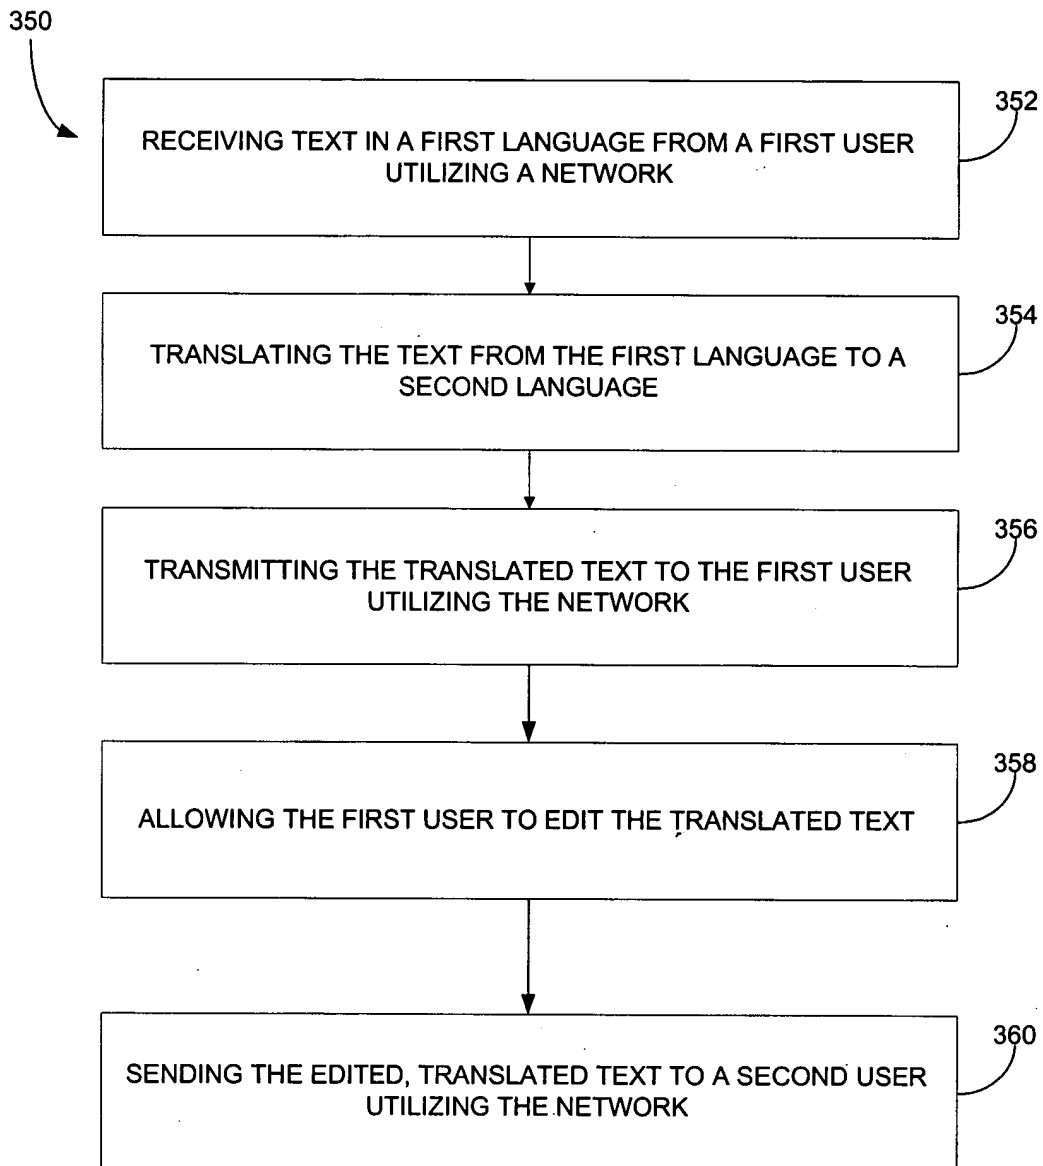 350
352
RECEIVING TEXT IN A FIRST LANGUAGE FROM A FIRST USER
UTILIZING A NETWORK
354
TRANSLATING THE TEXT FROM THE FIRST LANGUAGE TO A
SECOND LANGUAGE
356
TRANSMITTING THE TRANSLATED TEXT TO THE FIRST USER
UTILIZING THE NETWORK
358
ALLOWING THE FIRST USER TO EDIT THE TRANSLATED TEXT
360
SENDING THE EDITED, TRANSLATED TEXT TO A SECOND USER
UTILIZING THE NETWORK